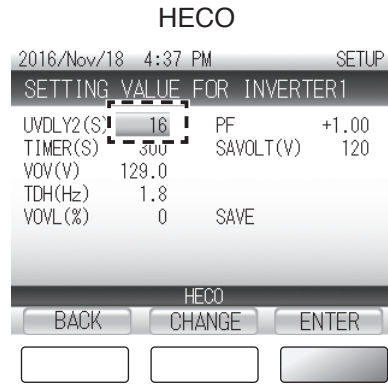 HECO
2016/Nov/18 4:37 PM SETUP
SETTING VALUE FOR INVERTER1
UVDLY2(S) 16 PF +1.00
TIMER(S) 300 SAVOLT(V) 120
VOV(V) 129.0
TDH(Hz) 1.8
VOVL(%) 0 SAVE
HECO
BACK CHANGE ENTER